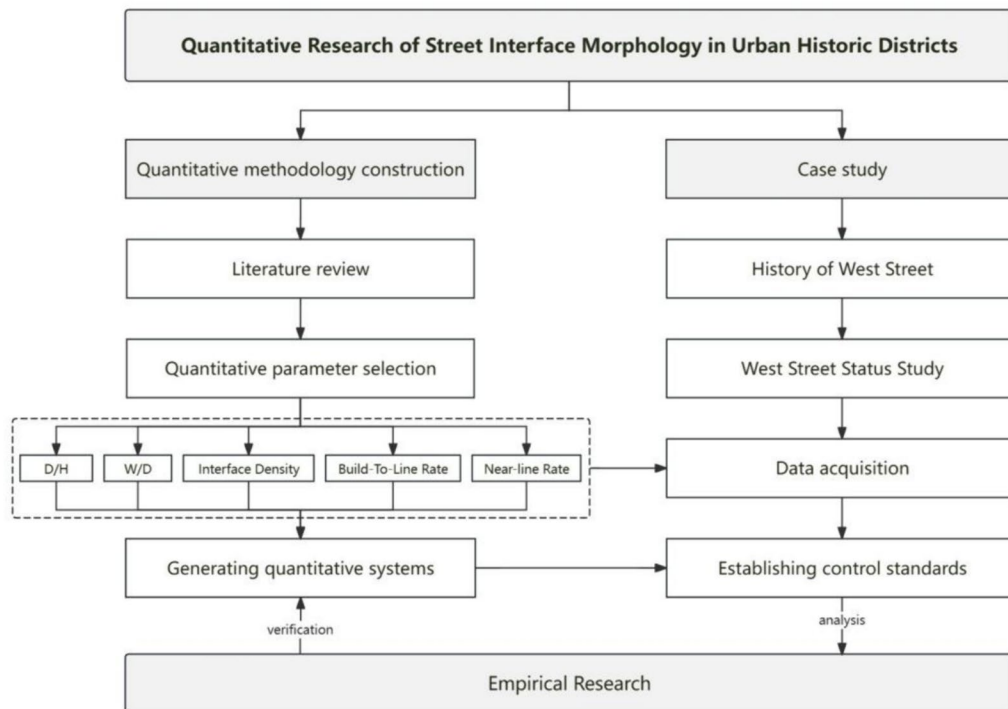 Quantitative Research of Street Interface Morphology in Urban Historic Districts
Quantitative methodology construction
Case study
Literature review
History of West Street
Quantitative parameter selection
West Street Status Study
D/H
W/D
Interface Density
Build-To-Line Rate
Near-line Rate
Data acquisition
Generating quantitative systems
Establishing control standards
verification
analysis
Empirical Research